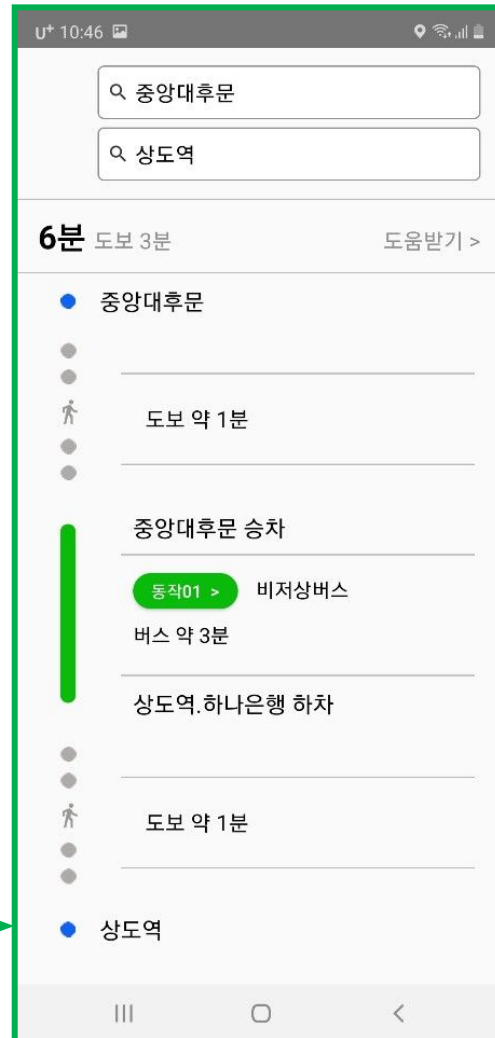 U+ 10:46
중앙대후문
상도역
6분 도보 3분 도움받기 >
중앙대후문
도보 약 1분
중앙대후문 승차
동작01 > 비저상버스
버스 약 3분
상도역.하나은행 하차
도보 약 1분
상도역